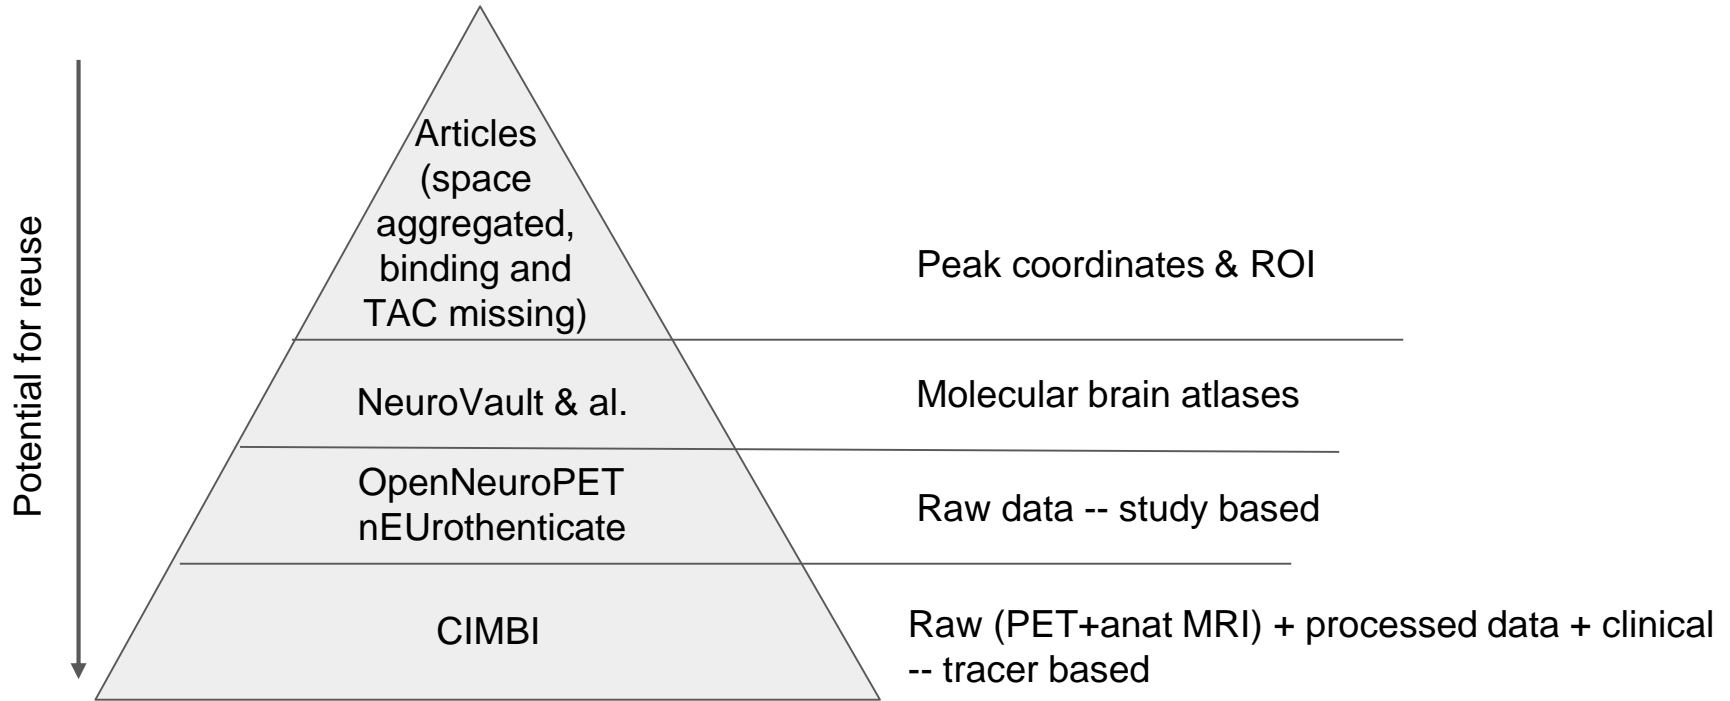 Potential for reuse
Articles
(space
aggregated,
binding and
TAC missing)
Peak coordinates & ROI
NeuroVault & al.
Molecular brain atlases
OpenNeuroPET
nEUrothenticate
Raw data -- study based
CIMBI
Raw (PET+anat MRI) + processed data + clinical
-- tracer based